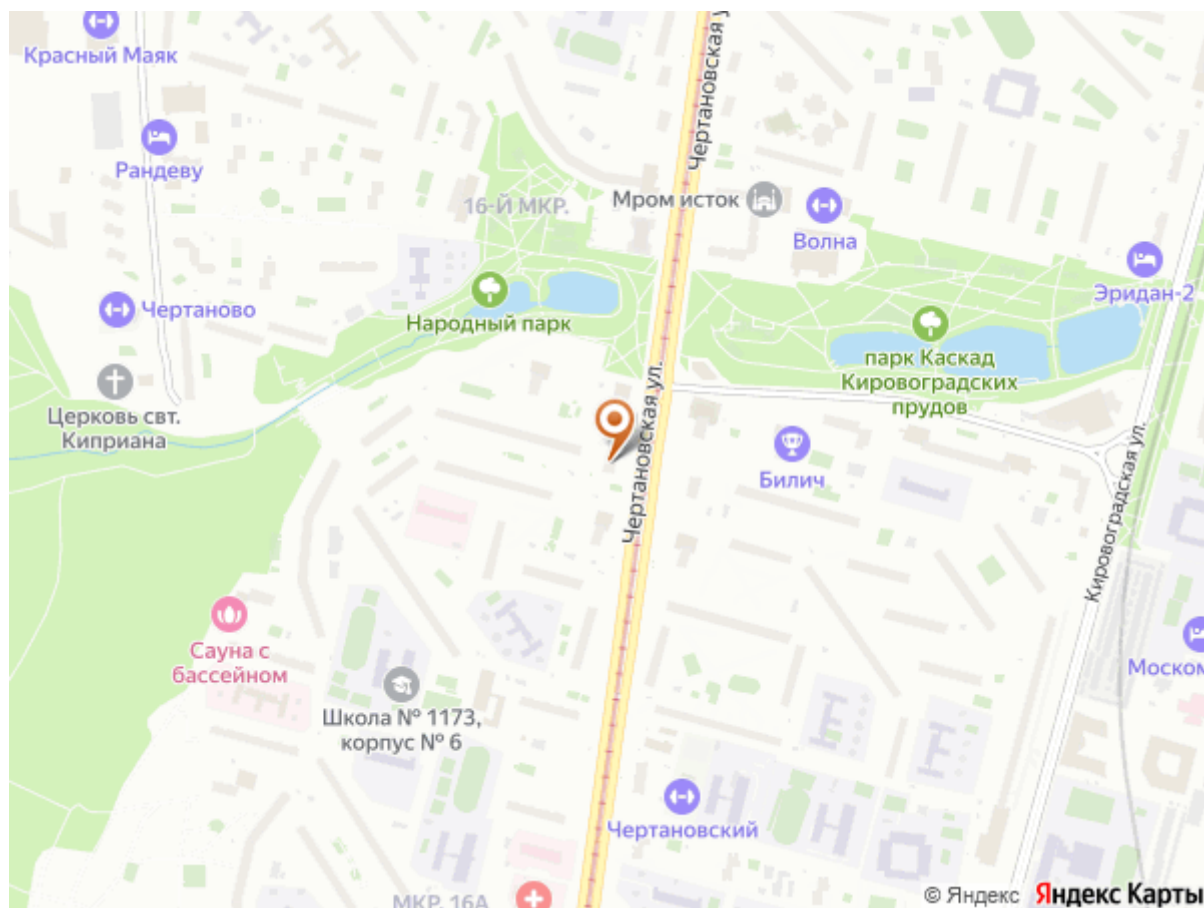 Чертановская у
Красный Маяк
Рандеву
16-Й МКР.
Мром исток
Волна
Эридан-2
Чертаново
Народный парк
парк Каскад
Кировоградских
прудов
Церковь свт.
Киприана
Чертановская ул.
Билич
Кировоградская ул.
Сауна с
бассейном
Моском
Школа № 1173,
корпус № 6
Чертановский
МКР. 16А
© Яндекс Яндекс Карты